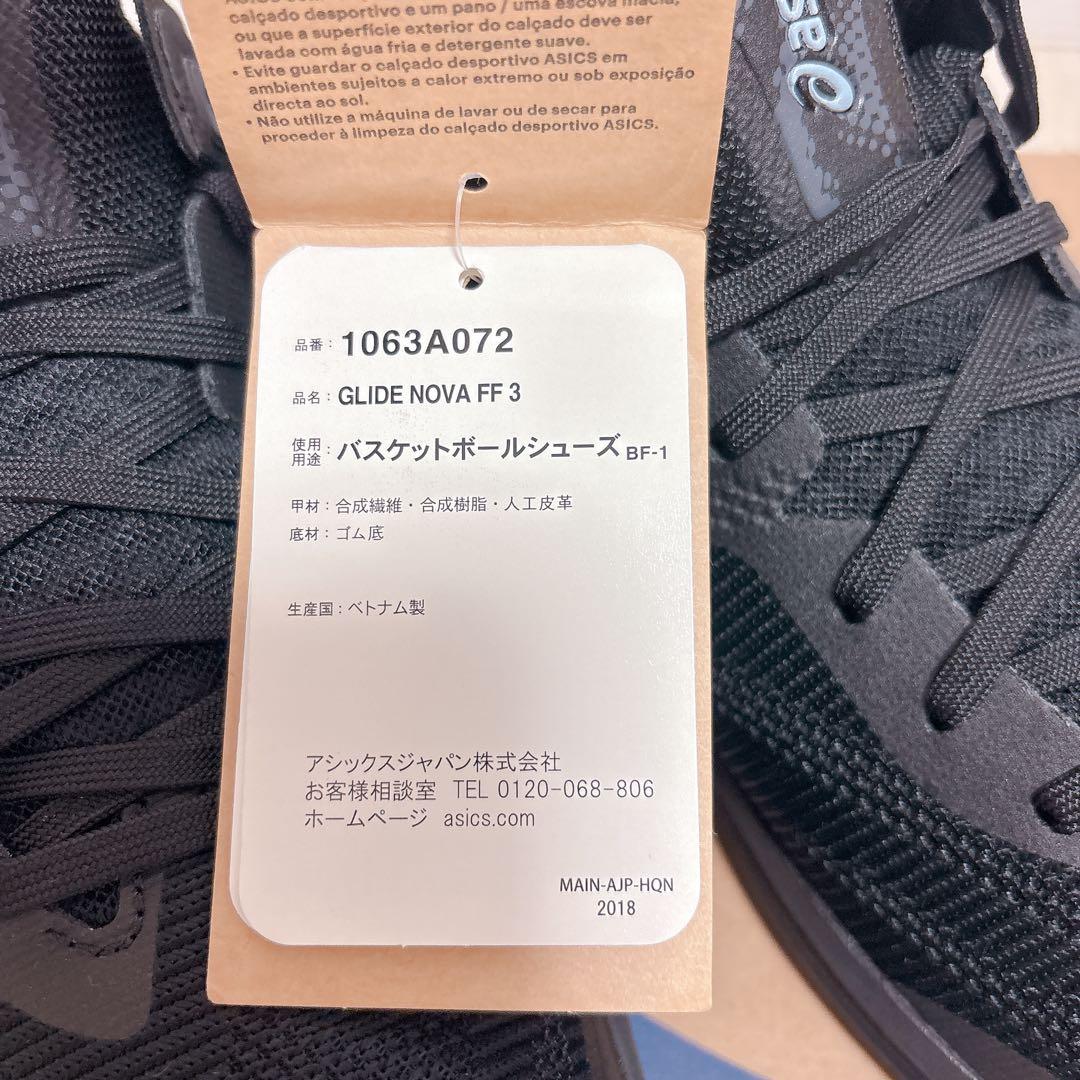 calçado desportivo e um pano / uma escova macia,
ou que a superfície exterior do calçado deve ser
lavada com água fria e detergente suave.
• Evite guardar o calçado desportivo ASICS em
ambientes sujeitos a calor extremo ou sob exposição
directa ao sol.
• Não utilize a máquina de lavar ou de secar para
proceder à limpeza do calçado desportivo ASICS.
品番：1063A072
品名：GLIDE NOVA FF 3
使用用途：バスケットボールシューズ BF-1
甲材：合成繊維・合成樹脂・人工皮革
底材：ゴム底
生産国：ベトナム製
アシックスジャパン株式会社
お客様相談室 TEL 0120-068-806
ホームページ asics.com
MAIN-AJP-HQN
2018